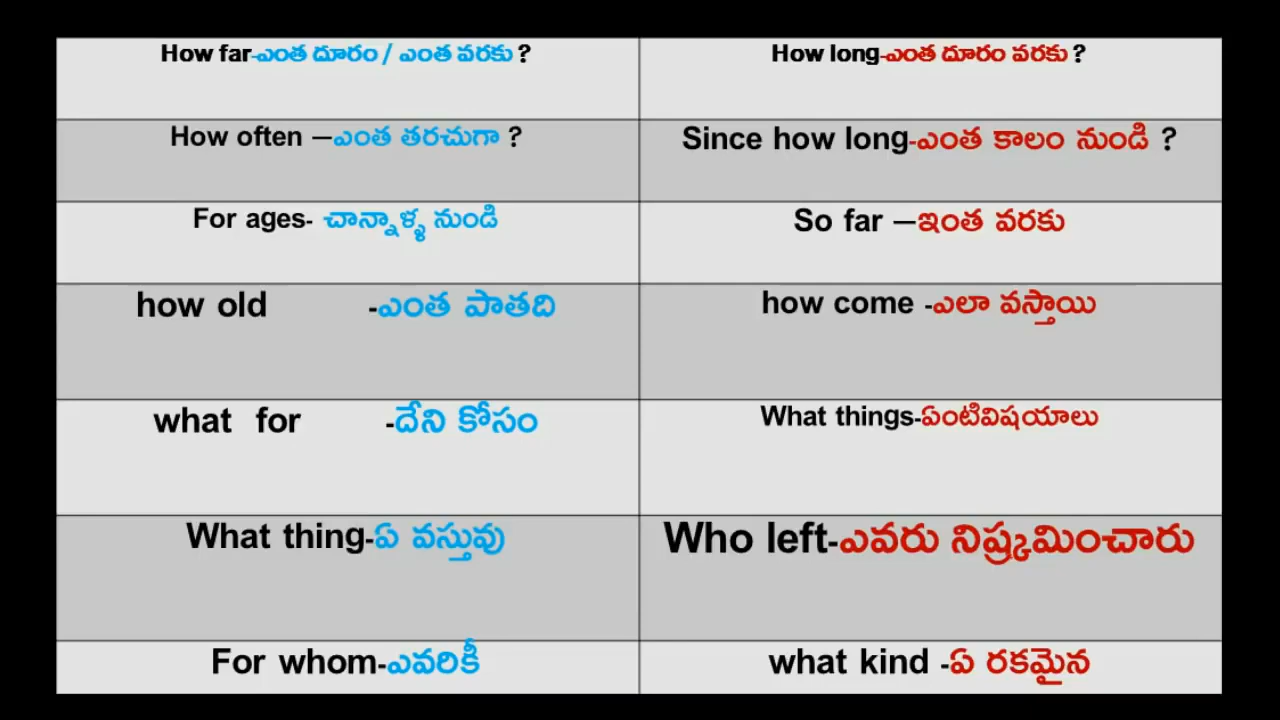 How far-ఎంత దూరం / ఎంత వరకు ?
How long-ఎంత దూరం వరకు ?
How often –ఎంత తరచుగా ?
Since how long-ఎంత కాలం నుండి ?
For ages- చాన్నాళ్ళ నుండి
So far –ఇంత వరకు
how old -ఎంత పాతది
how come -ఎలా వస్తాయి
what for -దేని కోసం
What things-ఏంటివిషయాలు
What thing-ఏ వస్తువు
Who left-ఎవరు నిష్క్రమించారు
For whom-ఎవరికీ
what kind -ఏ రకమైన